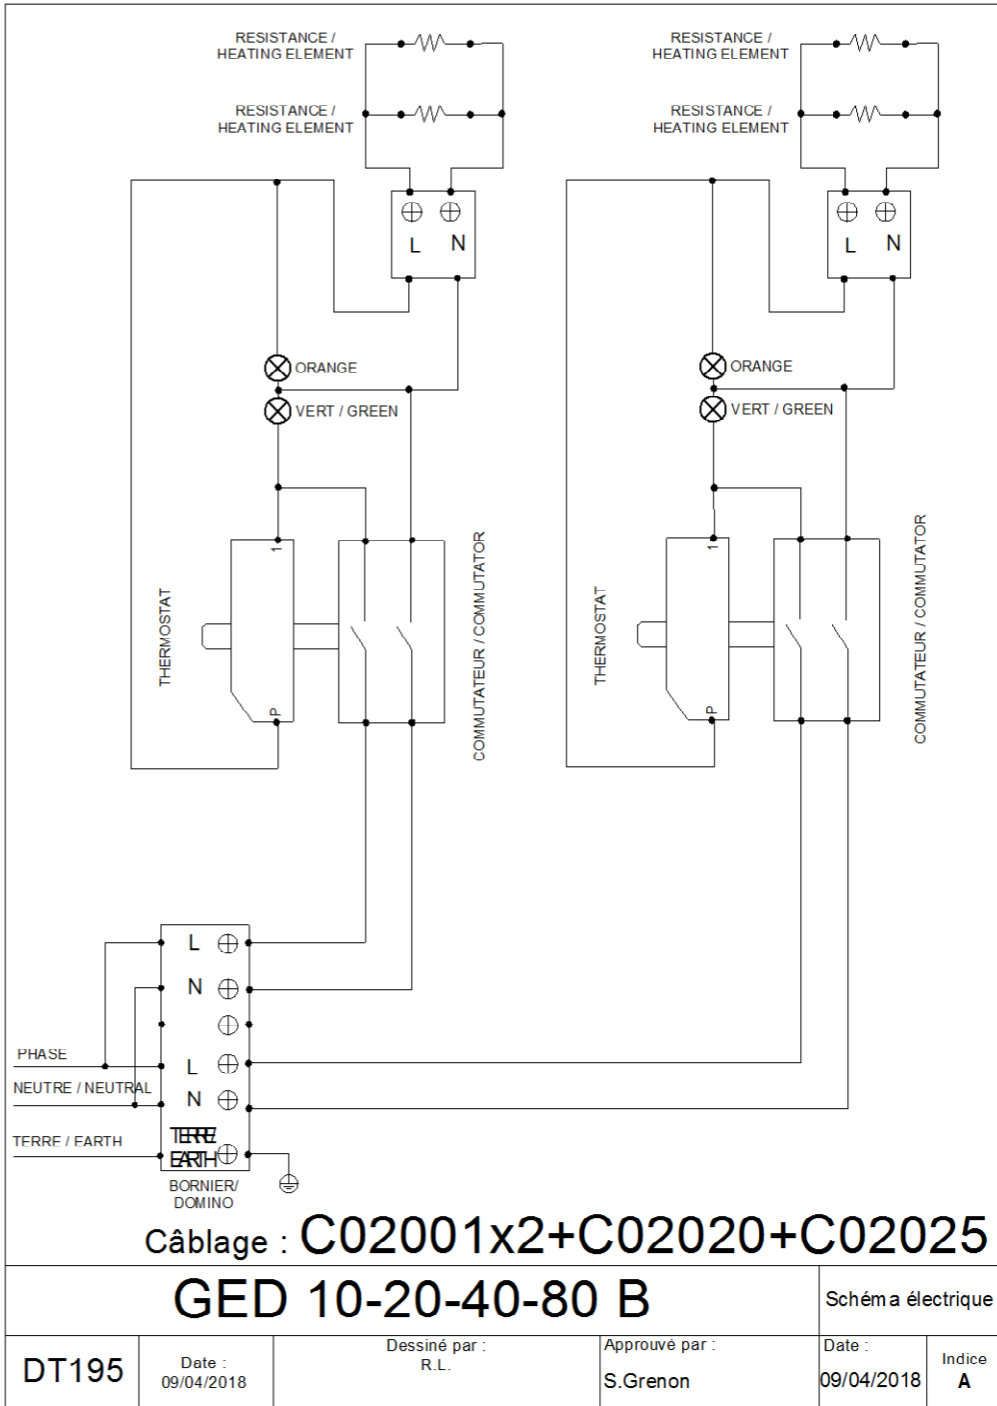 RESISTANCE /
HEATING ELEMENT
RESISTANCE /
HEATING ELEMENT
L N
ORANGE
VERT / GREEN
1
THERMOSTAT
P
COMMUTATEUR / COMMUTATOR
RESISTANCE /
HEATING ELEMENT
RESISTANCE /
HEATING ELEMENT
L N
ORANGE
VERT / GREEN
1
THERMOSTAT
P
COMMUTATEUR / COMMUTATOR
L
N
PHASE
L
NEUTRE / NEUTRAL
N
TERRE / EARTH
TERRE/
EARTH
BORNIER/
DOMINO
Câblage : C02001x2+C02020+C02025
GED 10-20-40-80 B
Schéma électrique
DT195
Date :
09/04/2018
Dessiné par :
R.L.
Approuvé par :
S.Grenon
Date :
09/04/2018
Indice
A